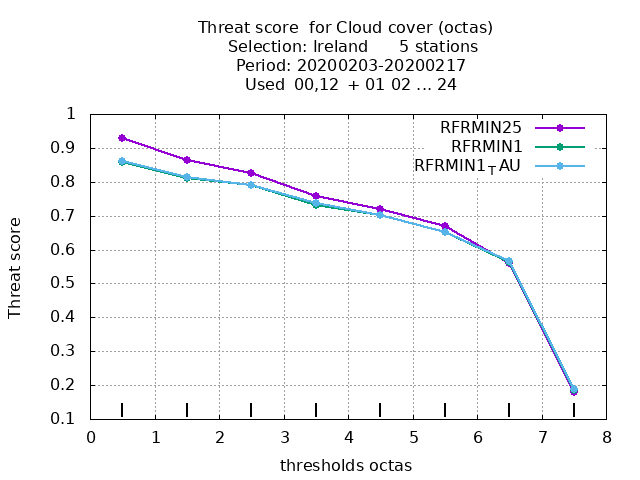 Threat score  for Cloud cover (octas)
Selection: Ireland      5 stations
Period: 20200203-20200217
Used  00,12  + 01 02 ... 24
RFRMIN25
RFRMIN1
RFRMIN1TAU
Threat score
1
0.9
0.8
0.7
0.6
0.5
0.4
0.3
0.2
0.1
0 1 2 3 4 5 6 7 8
thresholds octas